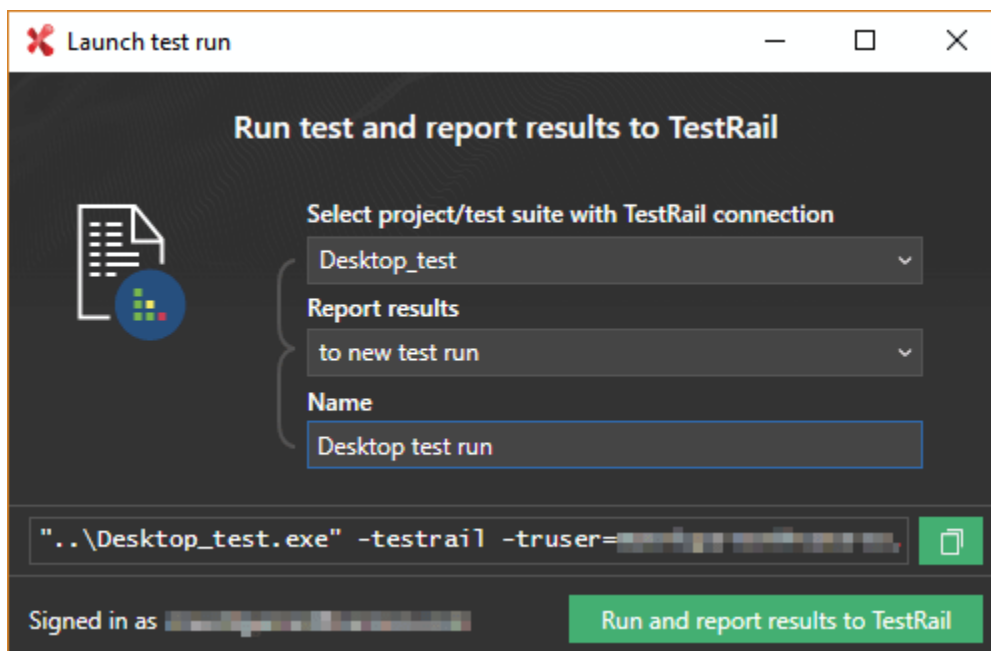 Launch test run
Run test and report results to TestRail
Select project/test suite with TestRail connection
Desktop_test
Report results
to new test run
Name
Desktop test run
"..\Desktop_test.exe" -testrail -truser=
Signed in as
Run and report results to TestRail